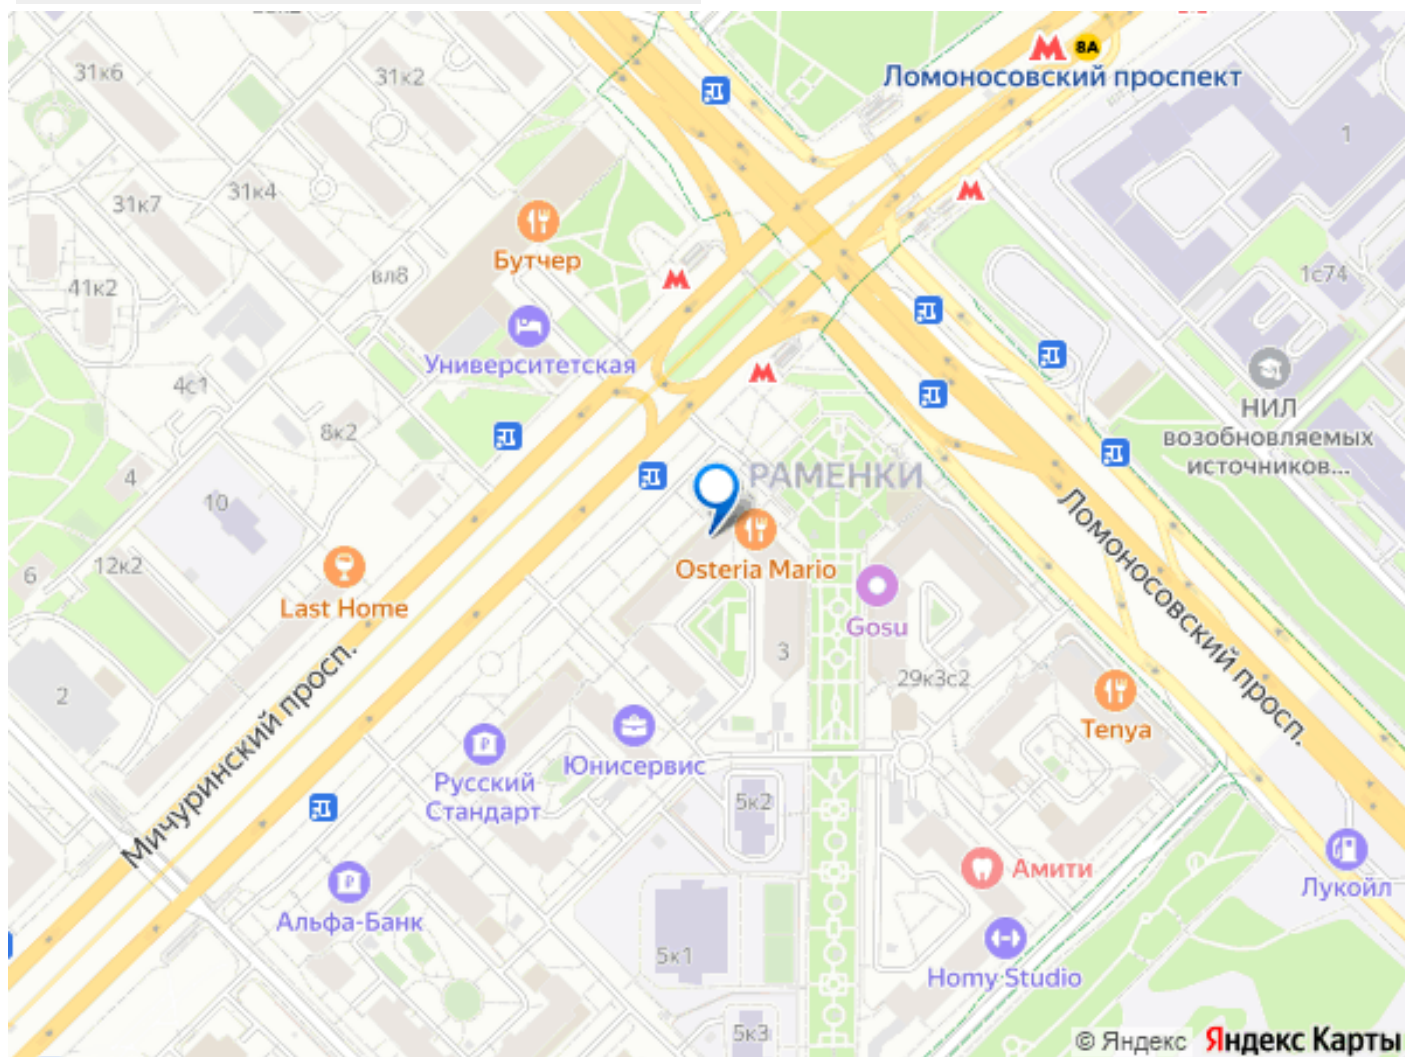 31к6
31к2
8А
Ломоносовский проспект
1
31к7
31к4
Бутчер
вл8
41к2
1с74
Университетская
4с1
8к2
НИЛ
возобновляемых
источников...
РАМЕНКИ
4
10
Ломоносовский просп.
12к2
6
Last Home
Osteria Mario
Gosu
3
29к3с2
2
Tenya
Мичуринский просп.
Юнисервис
Русский
Стандарт
5к2
Амити
Лукойл
Альфа-Банк
5к1
Homy Studio
5к3
© Яндекс Яндекс Карты